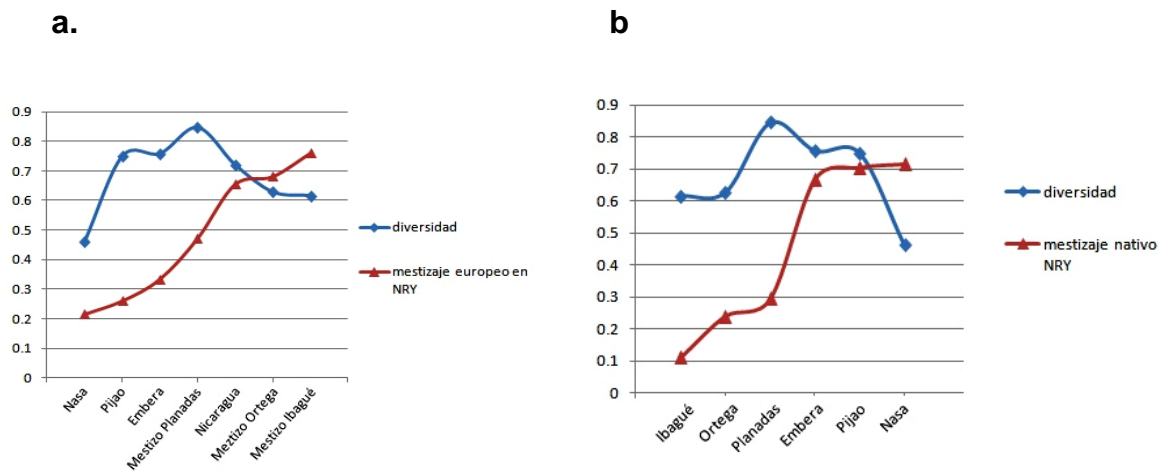 a.
0.9
0.8
0.7
0.6
0.5
0.4
0.3
0.2
0.1
0
Nasa
Pijao
Embera
Mestizo Planadas
Nicaragua
Meztizo Ortega
Mestizo Ibagué
diversidad
mestizaje europeo en
NRY
b
0.9
0.8
0.7
0.6
0.5
0.4
0.3
0.2
0.1
0
Ibagué
Ortega
Planadas
Embera
Pijao
Nasa
diversidad
mestizaje nativo
NRY